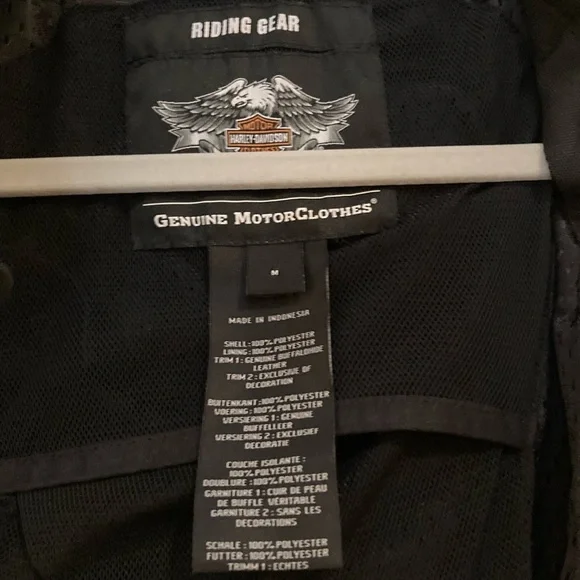 RIDING GEAR
MOTOR
HARLEY-DAVIDSON
GENUINE MOTORCLOTHES®
M
MADE IN INDONESIA
SHELL:100% POLYESTER
LINING:100% POLYESTER
TRIM 1: GENUINE BUFFALOHIDE
LEATHER
TRIM 2: EXCLUSIVE OF
DECORATION
BUITENKANT:100% POLYESTER
VOERING:100% POLYESTER
VERSIERING 1: GENUINE
BUFFELLEER
VERSIERING 2: EXCLUSIEF
DECORATIE
COUCHE ISOLANTE:
100% POLYESTER
DOUBLURE:100% POLYESTER
GARNITURE 1: CUIR DE PEAU
DE BUFFLE VÉRITABLE
GARNITURE 2: SANS LES
DECORATIONS
SCHALE:100% POLYESTER
FUTTER:100% POLYESTER
TRIMM 1: ECHTES